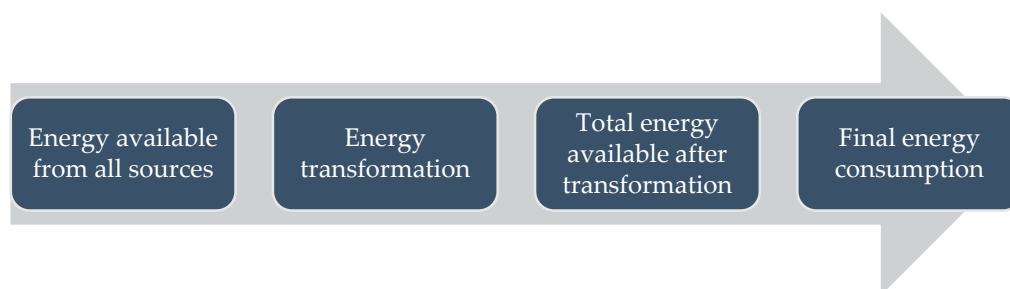 Energy available
from all sources
Energy
transformation
Total energy
available after
transformation
Final energy
consumption